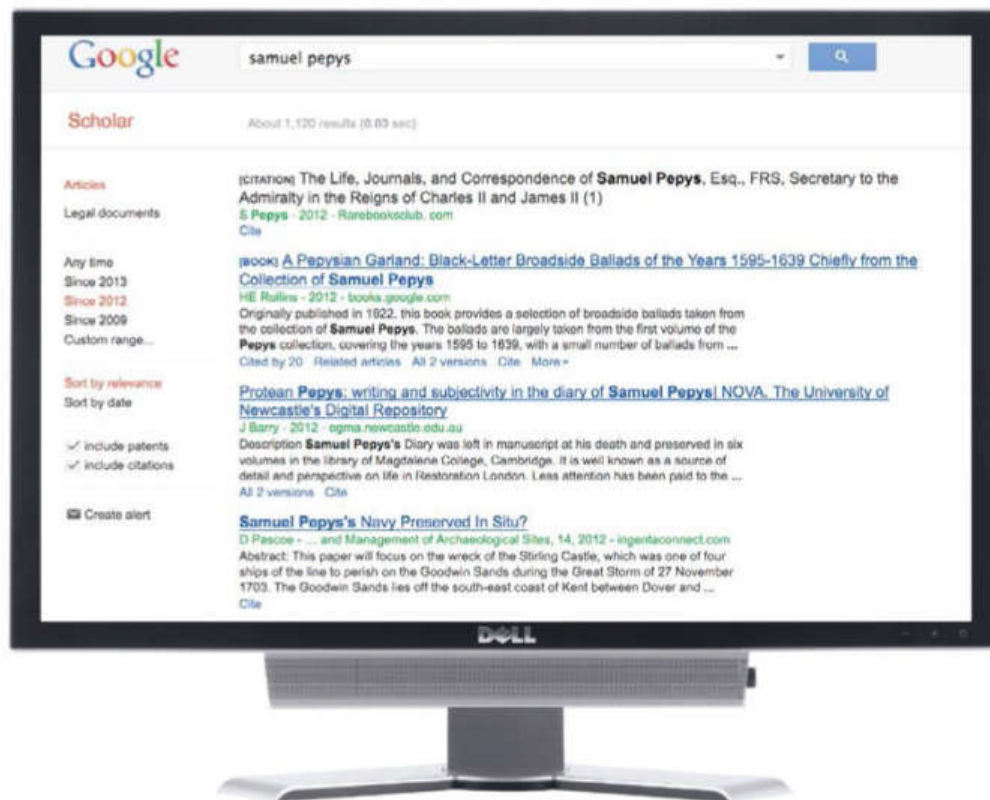 Google
samuel pepys
Scholar
About 1,120 results (0.03 sec)
Articles
Legal documents
Any time
Since 2013
Since 2012
Since 2009
Custom range...
Sort by relevance
Sort by date
include patents
include citations
Create alert
[CITATION] The Life, Journals, and Correspondence of Samuel Pepys, Esq., FRS, Secretary to the
Admiralty in the Reigns of Charles II and James II (1)
S Pepys - 2012 - Rarebooksclub. com
Cite
[BOOK] A Pepysian Garland: Black-Letter Broadside Ballads of the Years 1595-1639 Chiefly from the
Collection of Samuel Pepys
HE Rollins - 2012 - books.google.com
Originally published in 1922, this book provides a selection of broadside ballads taken from
the collection of Samuel Pepys. The ballads are largely taken from the first volume of the
Pepys collection, covering the years 1595 to 1639, with a small number of ballads from ...
Cited by 20 Related articles All 2 versions Cite More
Protean Pepys: writing and subjectivity in the diary of Samuel Pepys| NOVA. The University of
Newcastle's Digital Repository
J Barry - 2012 - ogma.newcastle.edu.au
Description Samuel Pepys's Diary was left in manuscript at his death and preserved in six
volumes in the library of Magdalene College, Cambridge. It is well known as a source of
detail and perspective on life in Restoration London. Less attention has been paid to the ...
All 2 versions Cite
Samuel Pepys's Navy Preserved In Situ?
D Pascoe - ... and Management of Archaeological Sites, 14, 2012 - ingentaconnect.com
Abstract: This paper will focus on the wreck of the Stirling Castle, which was one of four
ships of the line to perish on the Goodwin Sands during the Great Storm of 27 November
1703. The Goodwin Sands lies off the south-east coast of Kent between Dover and ...
Cite
DELL